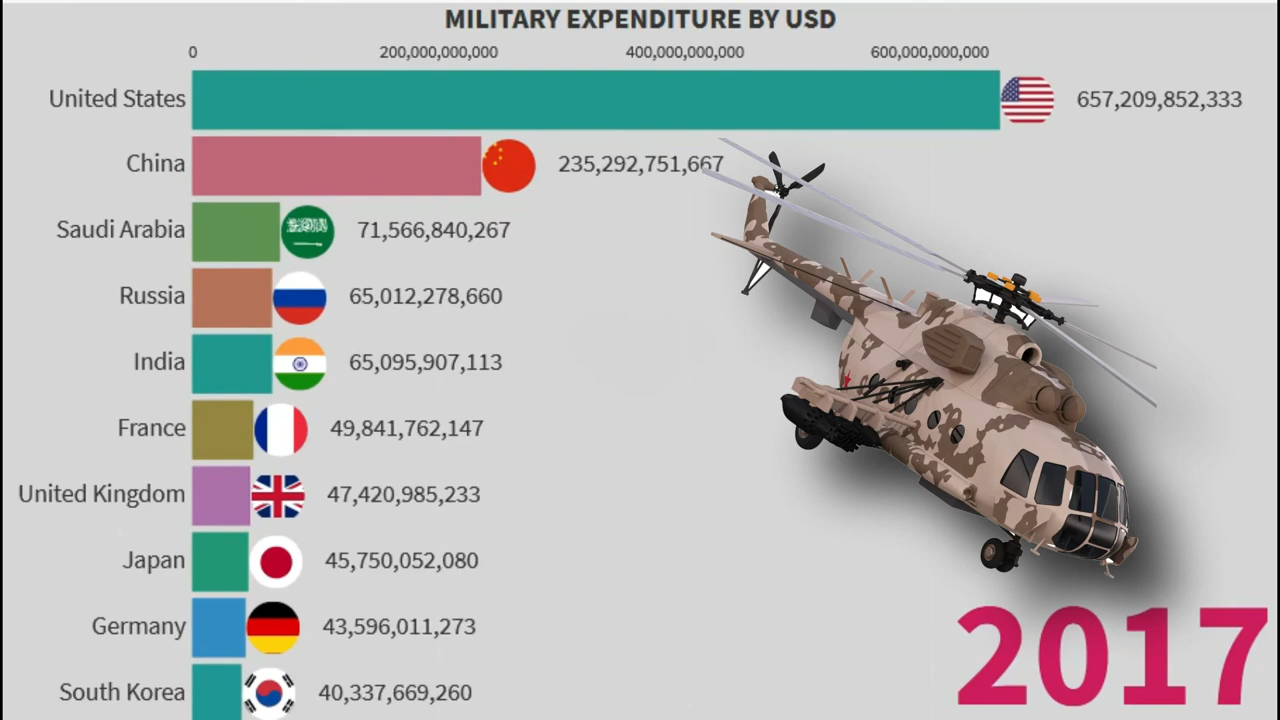 MILITARY EXPENDITURE BY USD
0 200,000,000,000 400,000,000,000 600,000,000,000
United States 657,209,852,333
China 235,292,751,667
Saudi Arabia 71,566,840,267
Russia 65,012,278,660
India 65,095,907,113
France 49,841,762,147
United Kingdom 47,420,985,233
Japan 45,750,052,080
Germany 43,596,011,273
South Korea 40,337,669,260
2017